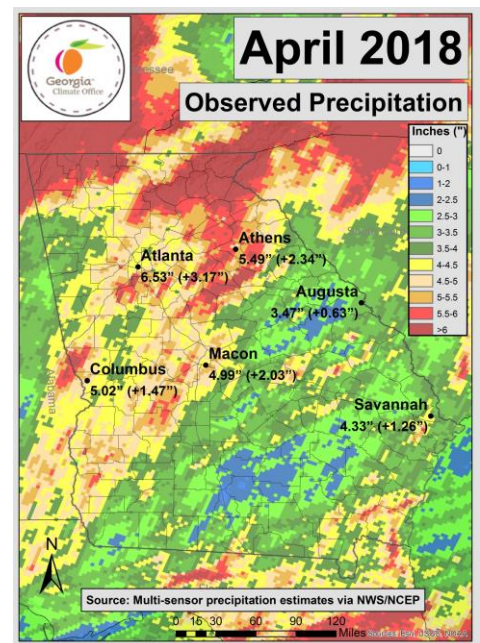 April 2018
Georgia
Climate Office
Observed Precipitation
Inches (")
0
0-1
1-2
2-2.5
2.5-3
3-3.5
3.5-4
4-4.5
4.5-5
5-5.5
5.5-6
>6
Athens
5.49" (+2.34")
Atlanta
6.53" (+3.17")
Augusta
3.47" (+0.63")
Macon
4.99" (+2.03")
Columbus
5.02" (+1.47")
Alabama
Savannah
4.33" (+1.26")
N
Source: Multi-sensor precipitation estimates via NWS/NCEP
0 15 30 60 90 120
Miles